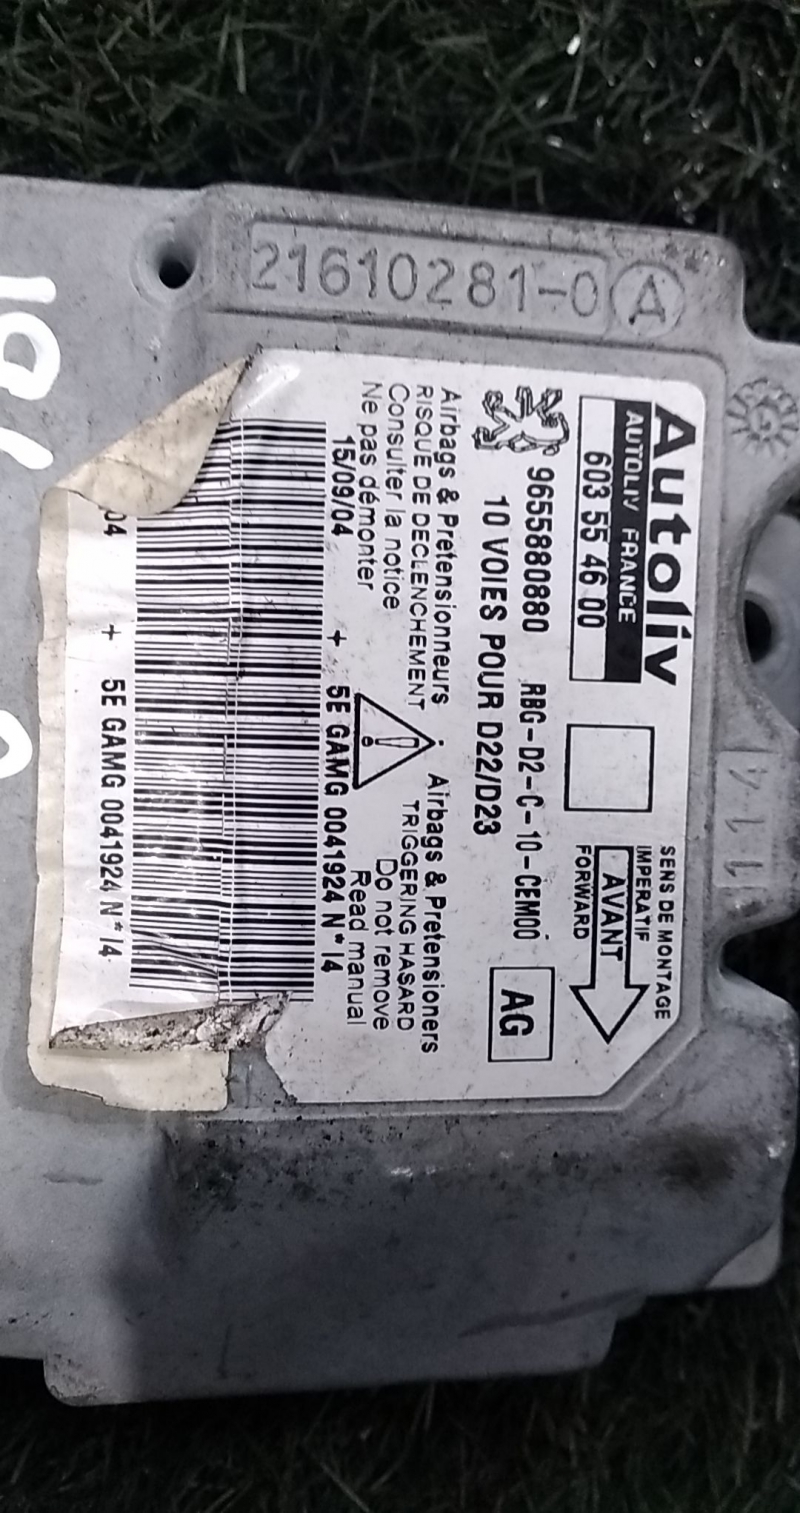 21610281-0 A
Autoliv
AUTOLIV FRANCE
603 55 46 00
SENS DE MONTAGE
IMPERATIF
AVANT
FORWARD
9655880880 RBG-D2-C-10-CEM00
10 VOIES POUR D22/D23
AG
Airbags & Prétensionneurs • Airbags & Pretensioners
RISQUE DE DECLENCHEMENT TRIGGERING HASARD
Consulter la notice Do not remove
Ne pas démonter Read manual
15/09/04 + 5E GAMG 0041924 N*14
04 + 5E GAMG 0041924 N*14